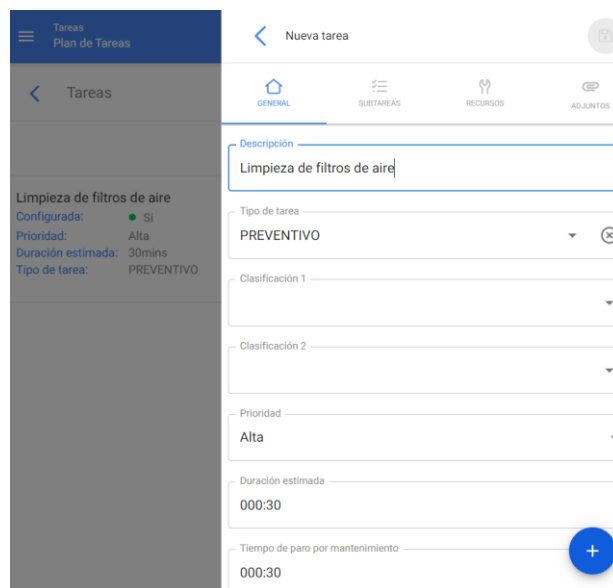 Tareas
Plan de Tareas
Tareas
Limpieza de filtros de aire
Configurada: Si
Prioridad: Alta
Duración estimada: 30mins
Tipo de tarea: PREVENTIVO
Nueva tarea
GENERAL SUBTAREAS RECURSOS ADJUNTOS
Descripción
Limpieza de filtros de aire
Tipo de tarea
PREVENTIVO
Clasificación 1
Clasificación 2
Prioridad
Alta
Duración estimada
000:30
Tiempo de paro por mantenimiento
000:30